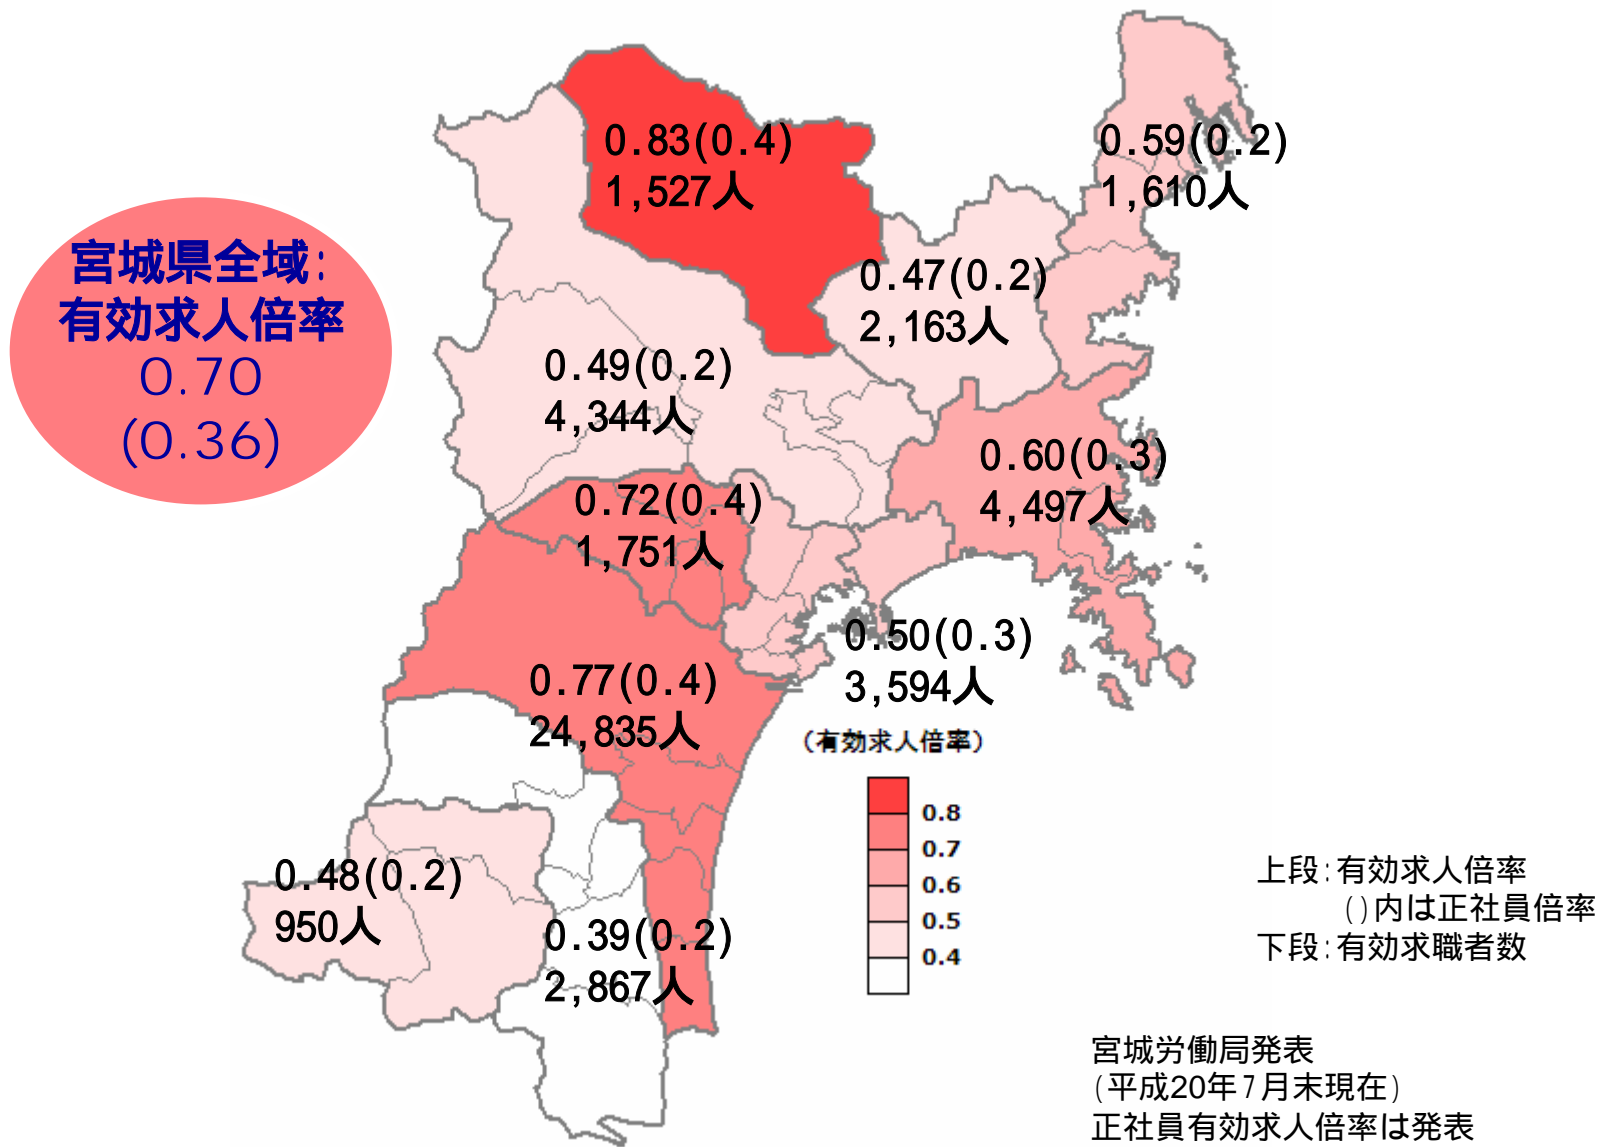 0.83(0.4)
1,527人
0.59(0.2)
1,610人
宮城県全域:
有効求人倍率
0.70
(0.36)
0.47(0.2)
2,163人
0.49(0.2)
4,344人
0.60(0.3)
4,497人
0.72(0.4)
1,751人
0.50(0.3)
3,594人
0.77(0.4)
24,835人
(有効求人倍率)
0.8
0.7
0.6
0.5
0.4
0.48(0.2)
950人
0.39(0.2)
2,867人
上段:有効求人倍率
()内は正社員倍率
下段:有効求職者数
宮城労働局発表
(平成20年7月末現在)
正社員有効求人倍率は発表